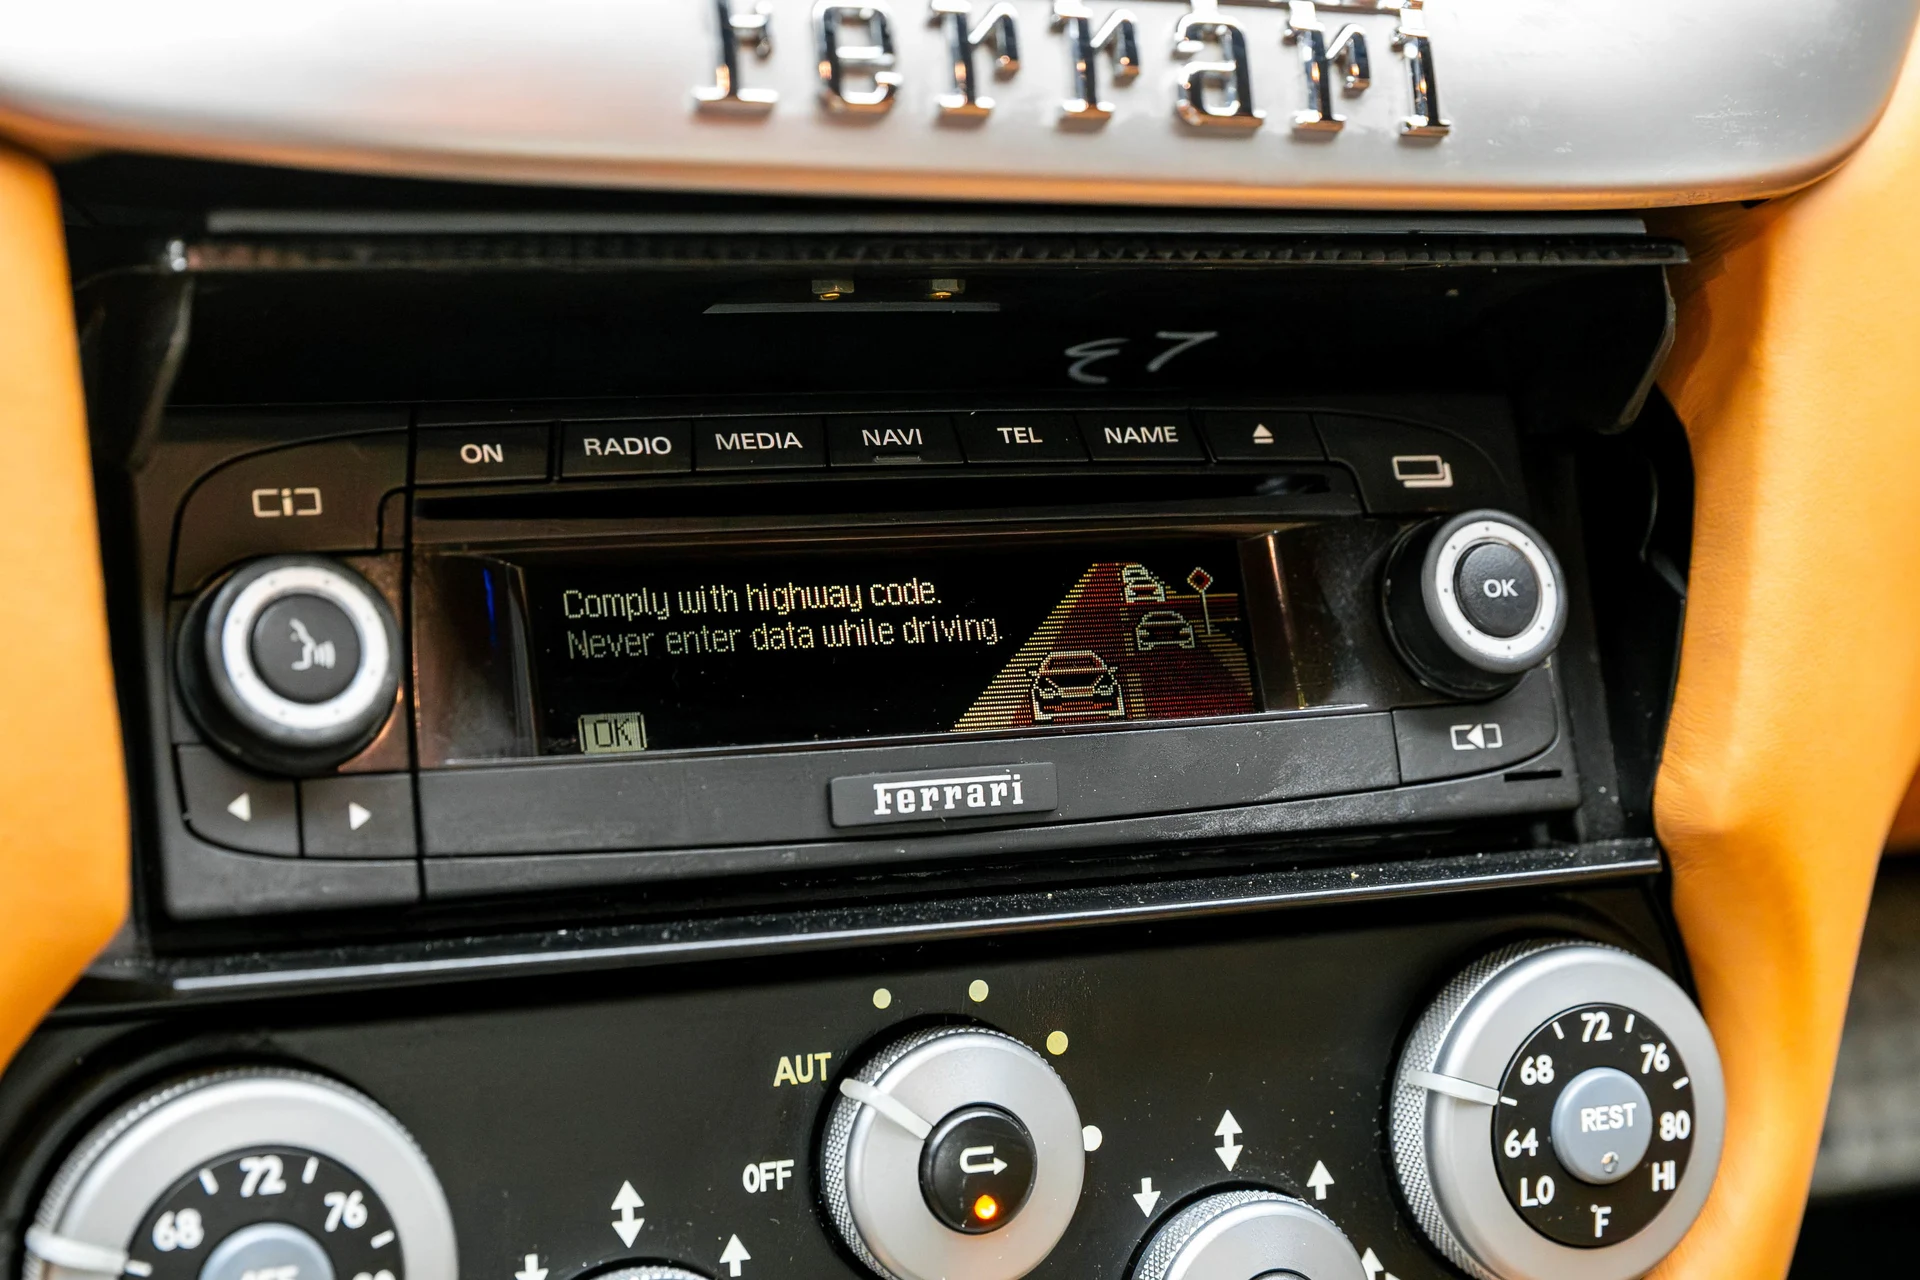 Ferrari
E7
ON RADIO MEDIA NAVI TEL NAME
i
Comply with highway code.
Never enter data while driving.
OK
OK
Ferrari
AUT
OFF
72
68 76
72
68 76
64 REST 80
LO HI
°F